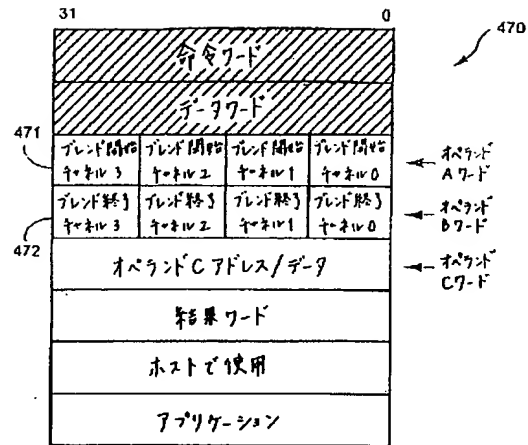 31 0
470
命令ワード
データワード
471
ブレンド開始 ブレンド開始 ブレンド開始 ブレンド開始
チャネル3 チャネル2 チャネル1 チャネル0
オペランド
Aワード
472
ブレンド終了 ブレンド終了 ブレンド終了 ブレンド終了
チャネル3 チャネル2 チャネル1 チャネル0
オペランド
Bワード
オペランドCアドレス/データ
オペランド
Cワード
結果ワード
ホストで使用
アプリケーション